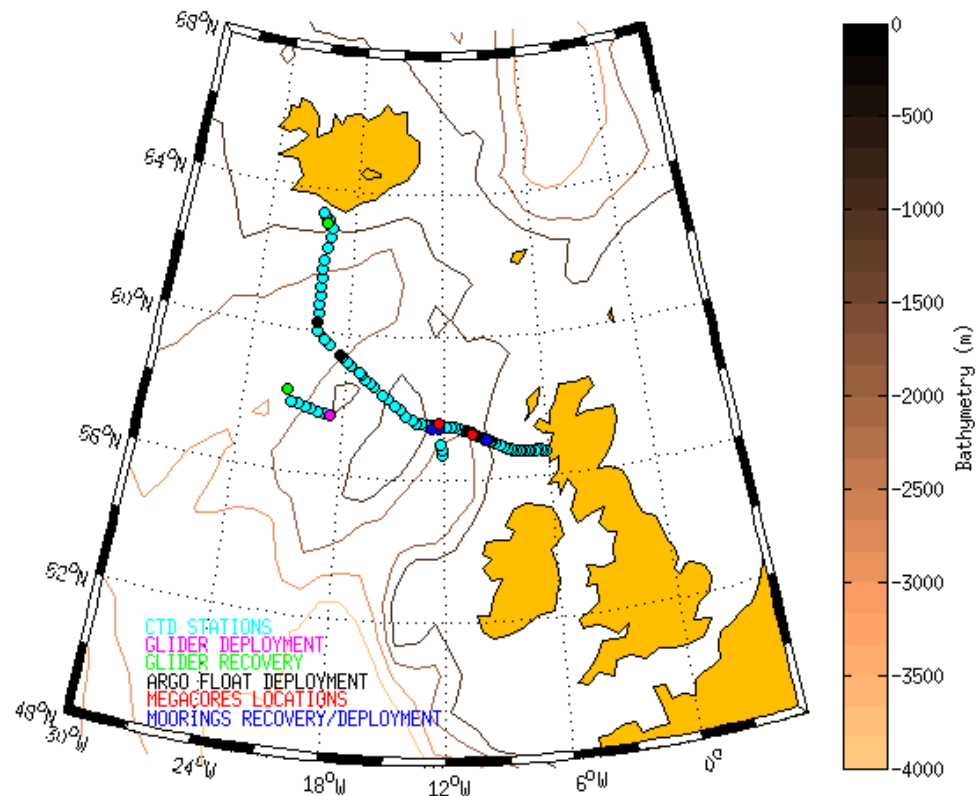 68°N
64°N
60°N
56°N
52°N
48°N
30°W
24°W
18°W
12°W
6°W
0°
CTD STATIONS
GLIDER DEPLOYMENT
GLIDER RECOVERY
ARGO FLOAT DEPLOYMENT
MEGACORES LOCATIONS
MOORINGS RECOVERY/DEPLOYMENT
0
-500
-1000
-1500
-2000
-2500
-3000
-3500
-4000
Bathymetry (m)